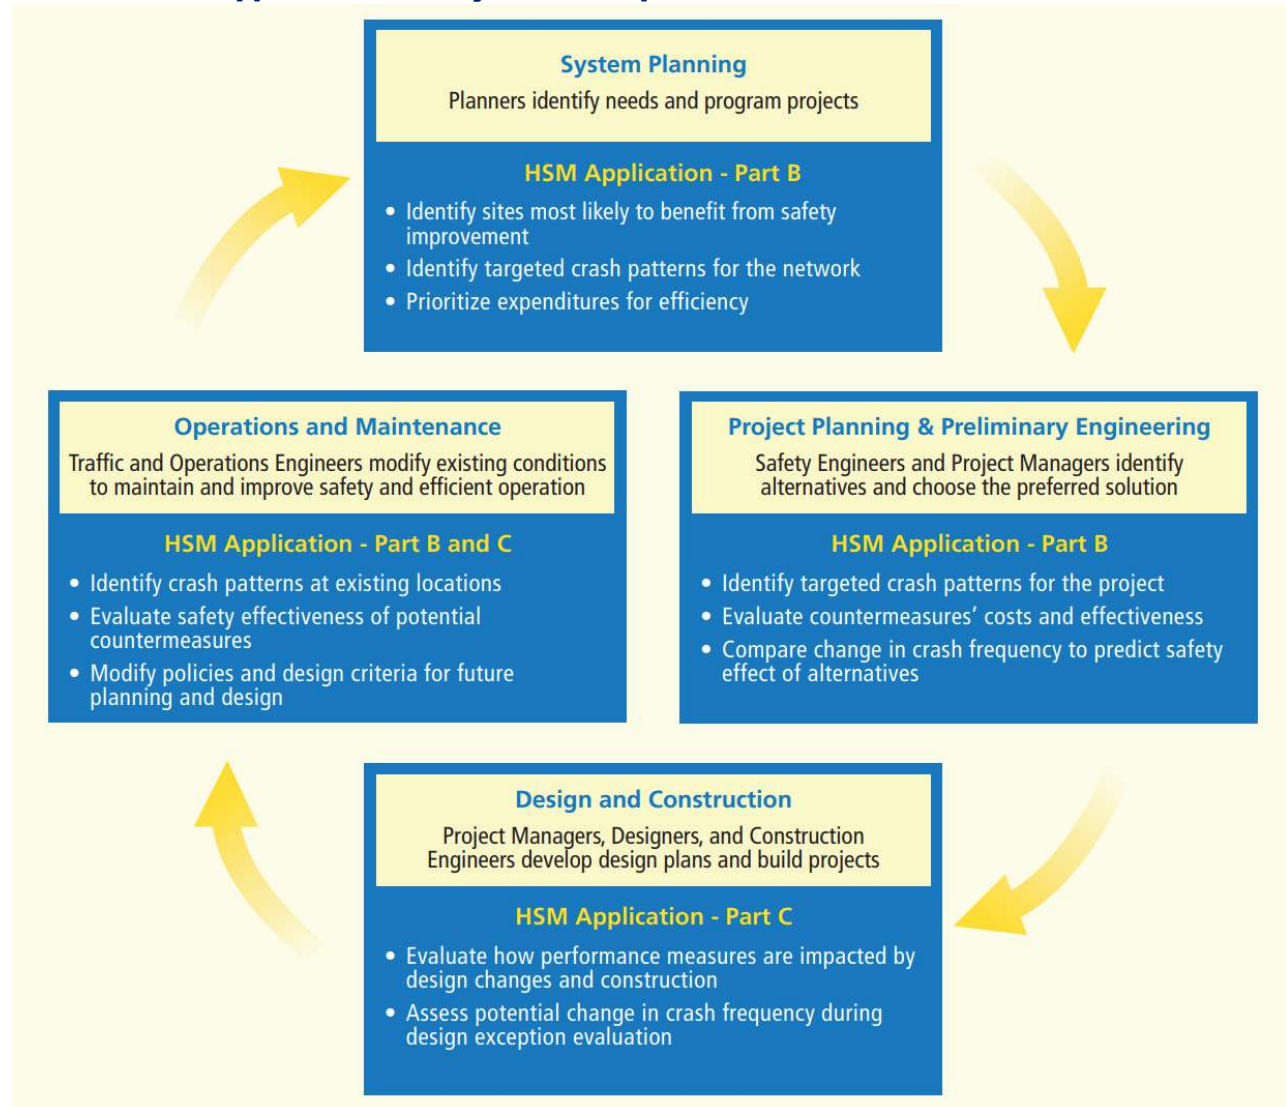 System Planning
Planners identify needs and program projects
HSM Application - Part B
• Identify sites most likely to benefit from safety
improvement
• Identify targeted crash patterns for the network
• Prioritize expenditures for efficiency
Operations and Maintenance
Traffic and Operations Engineers modify existing conditions
to maintain and improve safety and efficient operation
HSM Application - Part B and C
• Identify crash patterns at existing locations
• Evaluate safety effectiveness of potential
countermeasures
• Modify policies and design criteria for future
planning and design
Project Planning & Preliminary Engineering
Safety Engineers and Project Managers identify
alternatives and choose the preferred solution
HSM Application - Part B
• Identify targeted crash patterns for the project
• Evaluate countermeasures’ costs and effectiveness
• Compare change in crash frequency to predict safety
effect of alternatives
Design and Construction
Project Managers, Designers, and Construction
Engineers develop design plans and build projects
HSM Application - Part C
• Evaluate how performance measures are impacted by
design changes and construction
• Assess potential change in crash frequency during
design exception evaluation